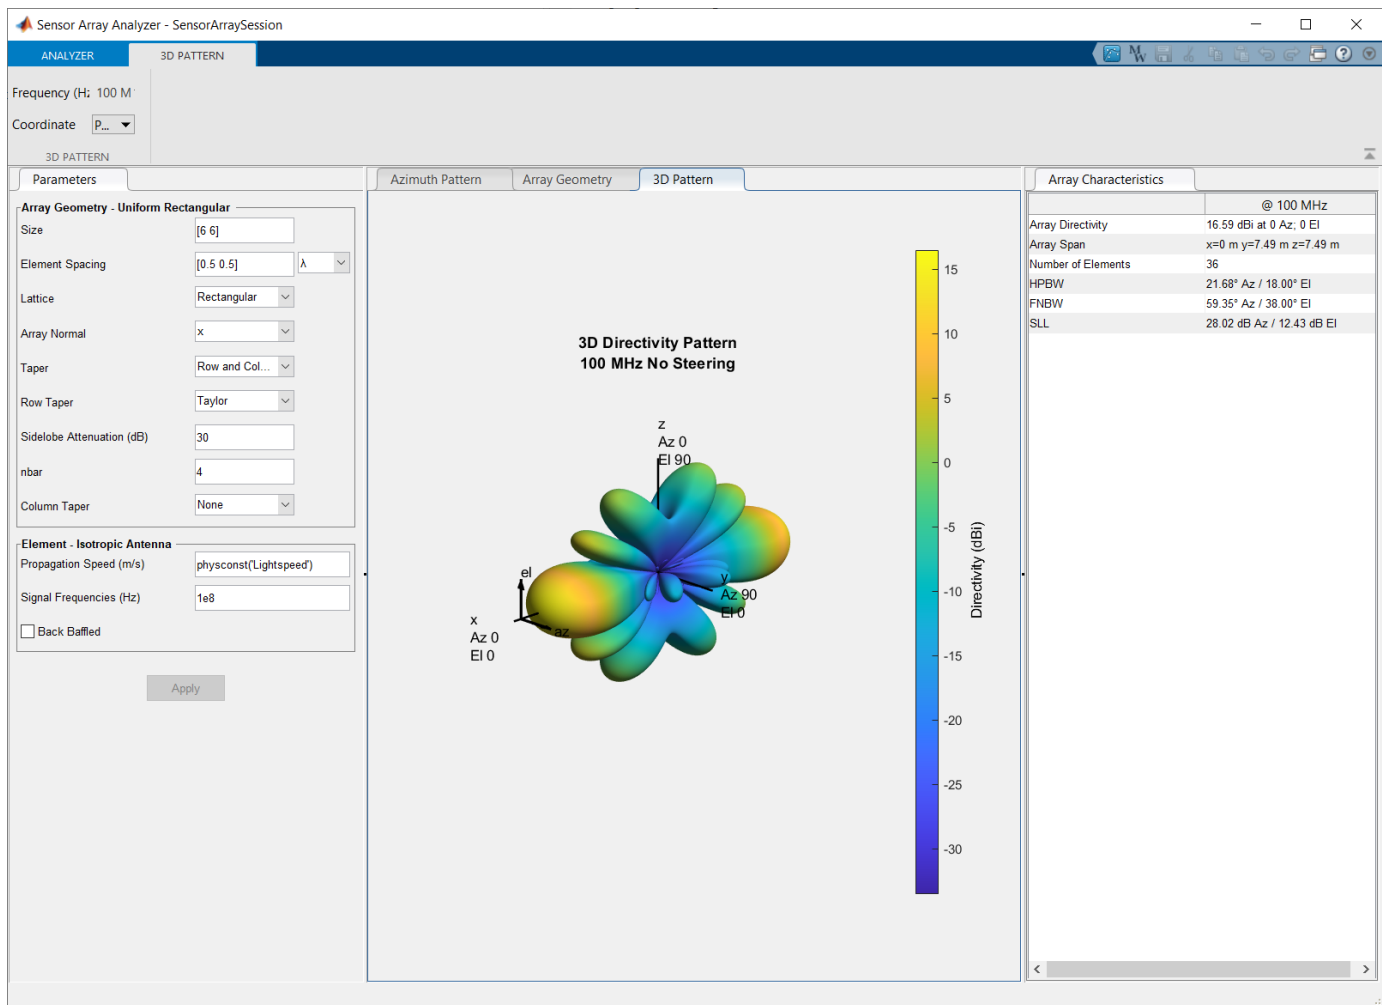 Sensor Array Analyzer - SensorArraySession
ANALYZER
3D PATTERN
Frequency (Hz 100 M
Coordinate P...
3D PATTERN
Parameters
Array Geometry - Uniform Rectangular
Size [6 6]
Element Spacing [0.5 0.5] λ
Lattice Rectangular
Array Normal x
Taper Row and Col...
Row Taper Taylor
Sidelobe Attenuation (dB) 30
nbar 4
Column Taper None
Element - Isotropic Antenna
Propagation Speed (m/s) physconst('Lightspeed')
Signal Frequencies (Hz) 1e8
Back Baffled
Apply
Azimuth Pattern
Array Geometry
3D Pattern
3D Directivity Pattern
100 MHz No Steering
z
Az 0
El 90
el
az
x
Az 0
El 0
y
Az 90
El 0
15
10
5
0
-5
-10
-15
-20
-25
-30
Directivity (dBi)
Array Characteristics
@ 100 MHz
Array Directivity 16.59 dBi at 0 Az; 0 El
Array Span x=0 m y=7.49 m z=7.49 m
Number of Elements 36
HPBW 21.68° Az / 18.00° El
FNBW 59.35° Az / 38.00° El
SLL 28.02 dB Az / 12.43 dB El